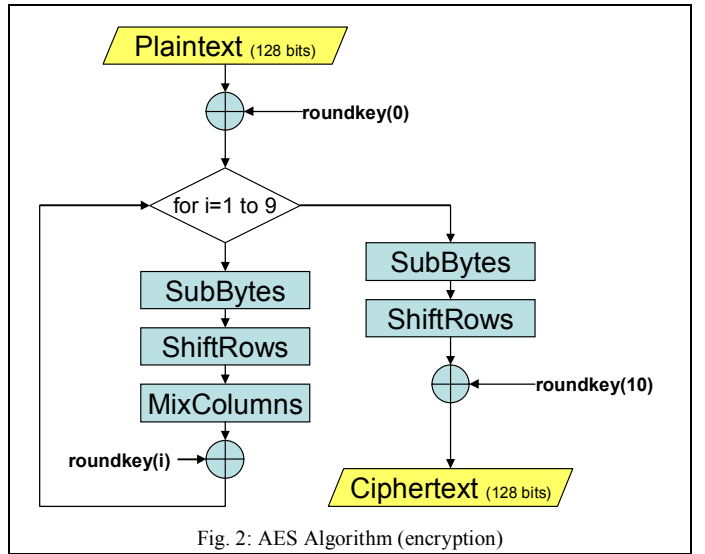 Plaintext (128 bits)
roundkey(0)
for i=1 to 9
SubBytes
ShiftRows
MixColumns
roundkey(i)
SubBytes
ShiftRows
roundkey(10)
Ciphertext (128 bits)
Fig. 2: AES Algorithm (encryption)